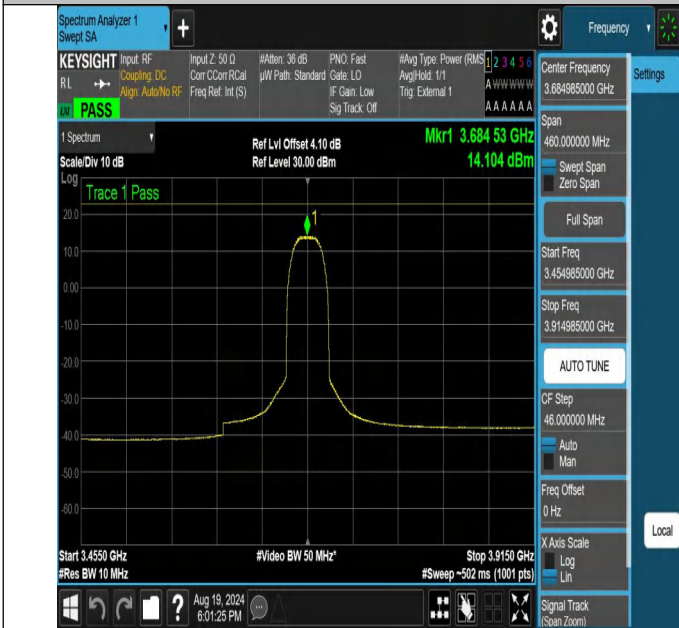 Spectrum Analyzer 1
Swept SA
+
Frequency
KEYSIGHT
RL
PASS
Input: RF
Coupling: DC
Align: Auto/No RF
Input Z: 50 Ω
Corr CCorr RCal
Freq Ref: Int (S)
#Atten: 36 dB
µW Path: Standard
PNO: Fast
Gate: LO
IF Gain: Low
Sig Track: Off
#Avg Type: Power (RMS
Avg|Hold: 1/1
Trig: External 1
1 2 3 4 5 6
A W W W W W
A A A A A A
1 Spectrum
Scale/Div 10 dB
Log
Ref Lvl Offset 4.10 dB
Ref Level 30.00 dBm
Mkr1 3.684 53 GHz
14.104 dBm
Trace 1 Pass
1
20.0
10.0
0.00
-10.0
-20.0
-30.0
-40.0
-50.0
-60.0
Start 3.4550 GHz
#Res BW 10 MHz
#Video BW 50 MHz*
Stop 3.9150 GHz
#Sweep ~502 ms (1001 pts)
?
Aug 19, 2024
6:01:25 PM
Center Frequency
3.684985000 GHz
Span
460.000000 MHz
Swept Span
Zero Span
Full Span
Start Freq
3.454985000 GHz
Stop Freq
3.914985000 GHz
AUTO TUNE
CF Step
46.000000 MHz
Auto
Man
Freq Offset
0 Hz
X Axis Scale
Log
Lin
Signal Track
(Span Zoom)
Settings
Local